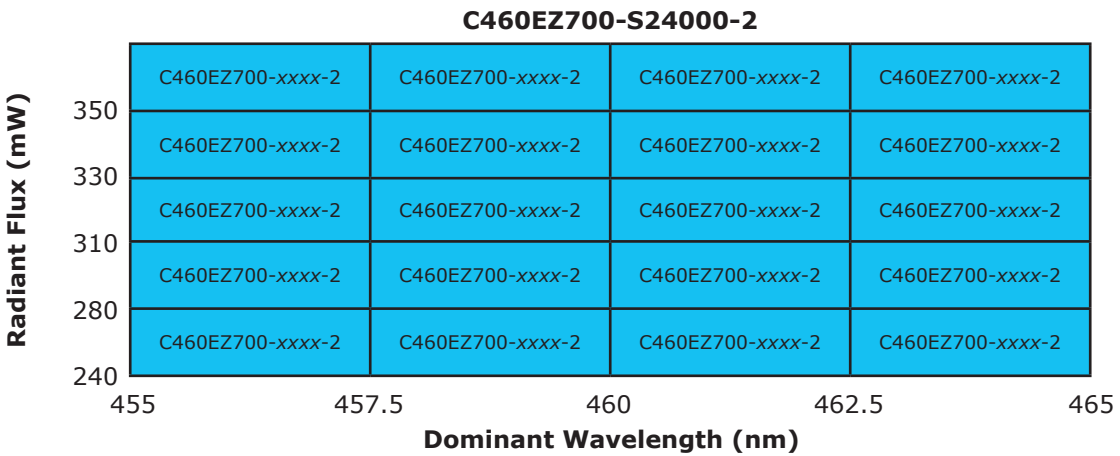 C460EZ700-S24000-2
C460EZ700-xxxx-2 C460EZ700-xxxx-2 C460EZ700-xxxx-2 C460EZ700-xxxx-2
350
C460EZ700-xxxx-2 C460EZ700-xxxx-2 C460EZ700-xxxx-2 C460EZ700-xxxx-2
330
C460EZ700-xxxx-2 C460EZ700-xxxx-2 C460EZ700-xxxx-2 C460EZ700-xxxx-2
310
C460EZ700-xxxx-2 C460EZ700-xxxx-2 C460EZ700-xxxx-2 C460EZ700-xxxx-2
280
C460EZ700-xxxx-2 C460EZ700-xxxx-2 C460EZ700-xxxx-2 C460EZ700-xxxx-2
240
Radiant Flux (mW)
455 457.5 460 462.5 465
Dominant Wavelength (nm)